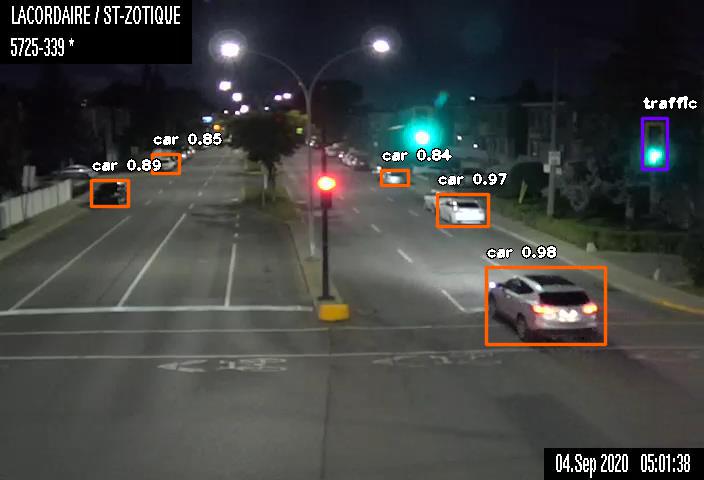 LACORDAIRE / ST-ZOTIQUE
5725-339 *
traffic
car 0.85
car 0.89
car 0.84
car 0.97
car 0.98
04.Sep 2020 05:01:38